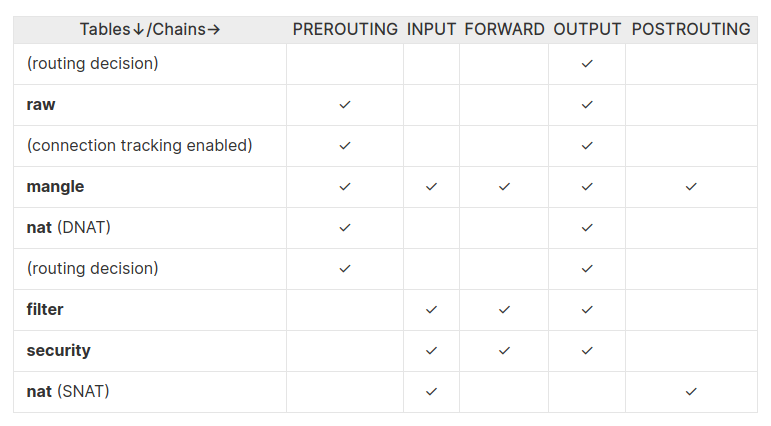 Tables↓/Chains→ PREROUTING INPUT FORWARD OUTPUT POSTROUTING
(routing decision) ✓
raw ✓ ✓
(connection tracking enabled) ✓ ✓
mangle ✓ ✓ ✓ ✓ ✓
nat (DNAT) ✓ ✓
(routing decision) ✓ ✓
filter ✓ ✓ ✓
security ✓ ✓ ✓
nat (SNAT) ✓ ✓